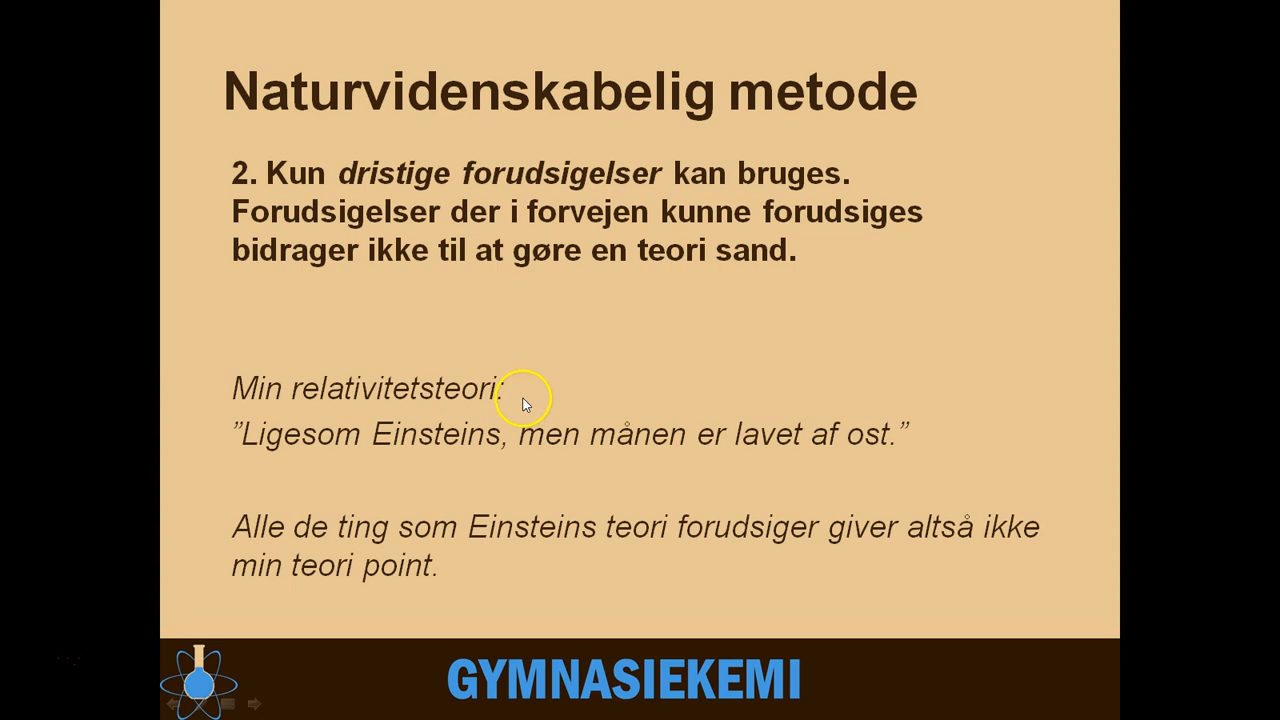 Naturvidenskabelig metode
2. Kun dristige forudsigelser kan bruges.
Forudsigelser der i forvejen kunne forudsiges
bidrager ikke til at gøre en teori sand.
Min relativitetsteori:
”Ligesom Einsteins, men månen er lavet af ost.”
Alle de ting som Einsteins teori forudsiger giver altså ikke
min teori point.
GYMNASIEKEMI